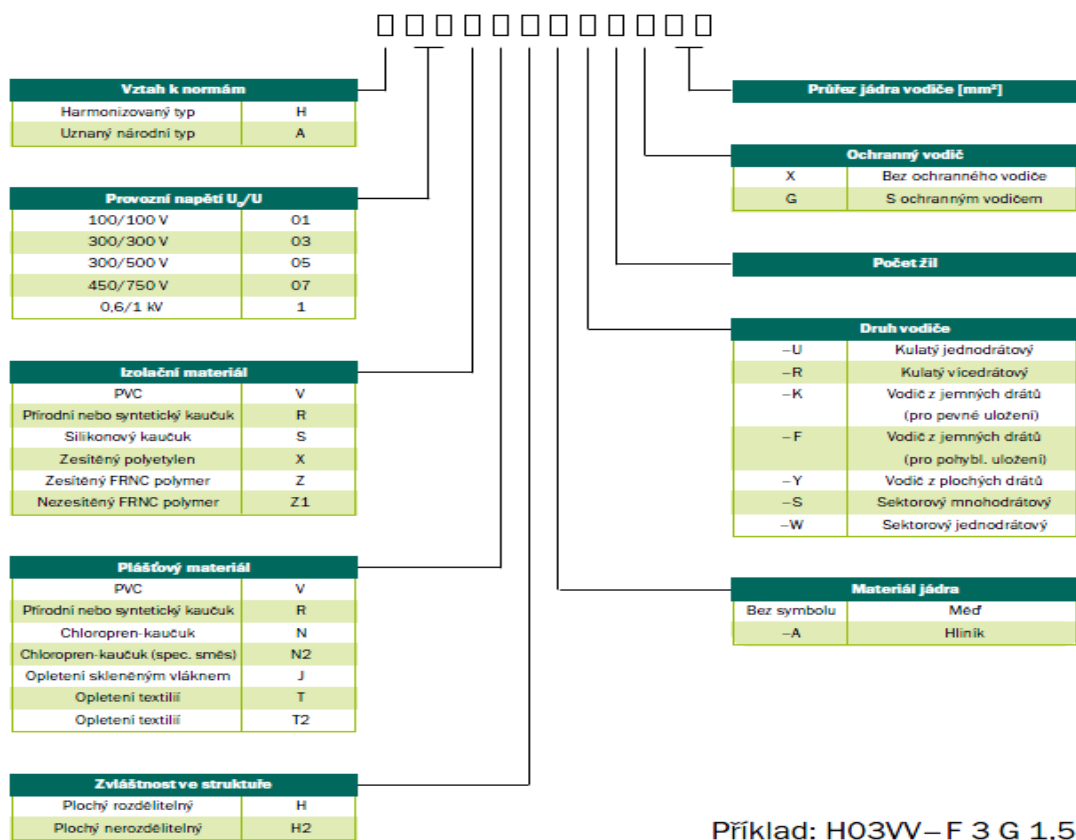 Vztah k normám
Harmonizovaný typ H
Uznaný národní typ A
Provozní napětí Uo/U
100/100 V 01
300/300 V 03
300/500 V 05
450/750 V 07
0,6/1 kV 1
Izolační materiál
PVC V
Přírodní nebo syntetický kaučuk R
Silikonový kaučuk S
Zesítěný polyetylen X
Zesítěný FRNC polymer Z
Nezesítěný FRNC polymer Z1
Plášťový materiál
PVC V
Přírodní nebo syntetický kaučuk R
Chloropren-kaučuk N
Chloropren-kaučuk (spec. směs) N2
Opletení skleněným vláknem J
Opletení textilií T
Opletení textilií T2
Zvláštnost ve struktuře
Plochý rozdělitelný H
Plochý nerozdělitelný H2
Průřez jádra vodiče [mm²]
Ochranný vodič
X Bez ochranného vodiče
G S ochranným vodičem
Počet žil
Druh vodiče
–U Kulatý jednodrátový
–R Kulatý vícedrátový
–K Vodič z jemných drátů
(pro pevné uložení)
–F Vodič z jemných drátů
(pro pohybl. uložení)
–Y Vodič z plochých drátů
–S Sektorový mnohodrátový
–W Sektorový jednodrátový
Materiál jádra
Bez symbolu Měď
–A Hliník
Příklad: H03VV–F 3 G 1.5